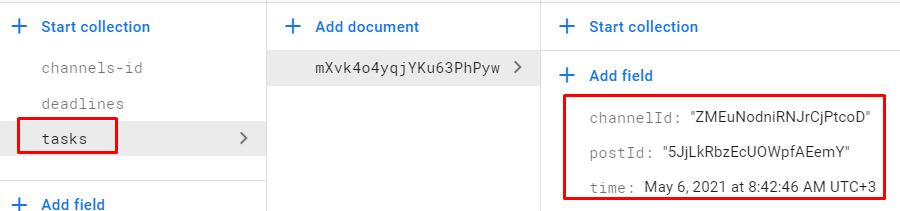 Start collection
channels-id
deadlines
tasks
Add field
Add document
mXvk4o4yqjYKu63PhPyw
Start collection
Add field
channelId: "ZMEuNodniRNJrCjPtcoD"
postId: "5JjLkRbzEcUOWpfAEemY"
time: May 6, 2021 at 8:42:46 AM UTC+3